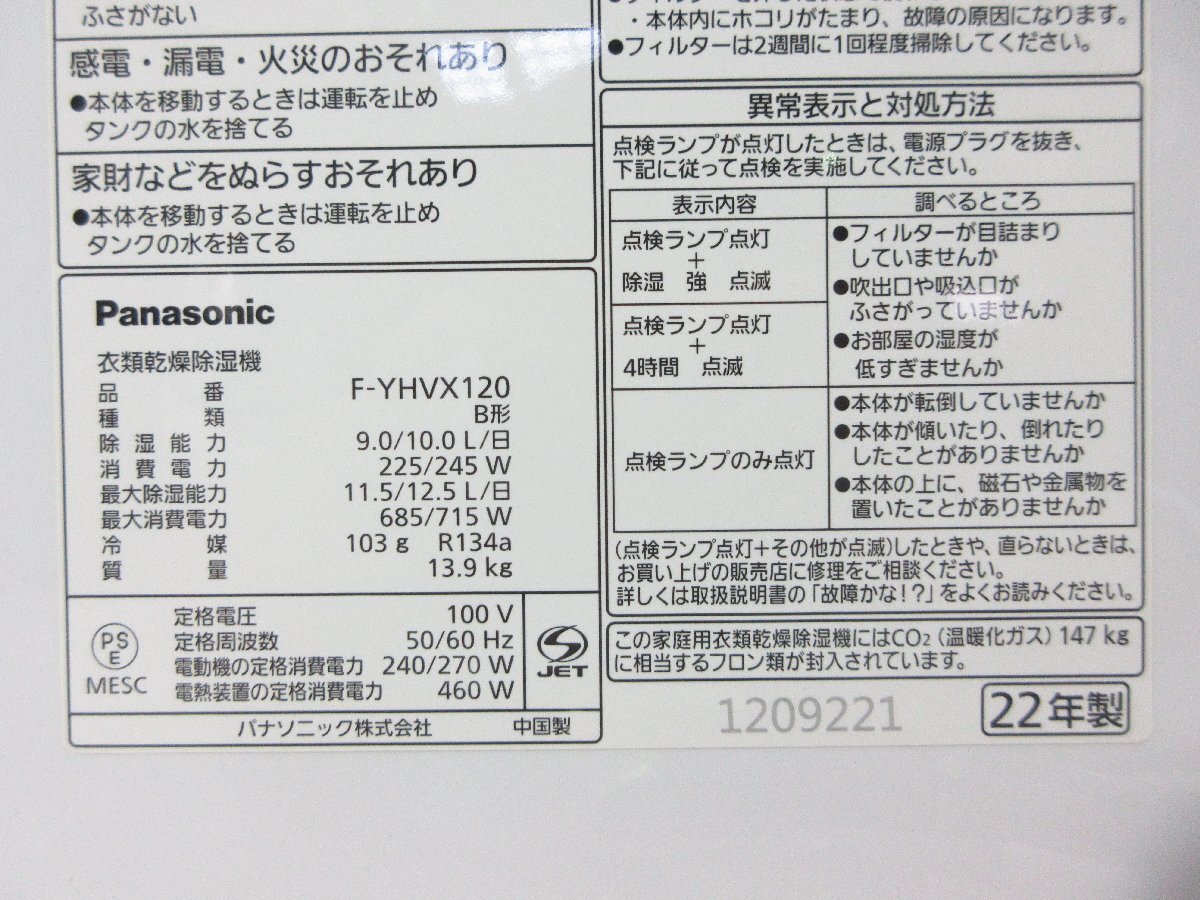 ふさがない
感電・漏電・火災のおそれあり
●本体を移動するときは運転を止め
タンクの水を捨てる
家財などをぬらすおそれあり
●本体を移動するときは運転を止め
タンクの水を捨てる
Panasonic
衣類乾燥除湿機
品番 F-YHVX120
種類 B形
除湿能力 9.0/10.0 L/日
消費電力 225/245 W
最大除湿能力 11.5/12.5 L/日
最大消費電力 685/715 W
冷媒 103 g R134a
質量 13.9 kg
PS
E
MESC
定格電圧 100 V
定格周波数 50/60 Hz
電動機の定格消費電力 240/270 W
電熱装置の定格消費電力 460 W
JET
パナソニック株式会社 中国製
・本体内にホコリがたまり、故障の原因になります。
●フィルターは2週間に1回程度掃除してください。
異常表示と対処方法
点検ランプが点灯したときは、電源プラグを抜き、
下記に従って点検を実施してください。
表示内容 調べるところ
点検ランプ点灯
+
除湿 強 点滅
点検ランプ点灯
+
4時間 点滅
●フィルターが目詰まり
していませんか
●吹出口や吸込口が
ふさがっていませんか
●お部屋の湿度が
低すぎませんか
点検ランプのみ点灯
●本体が転倒していませんか
●本体が傾いたり、倒れたり
したことがありませんか
●本体の上に、磁石や金属物を
置いたことがありませんか
(点検ランプ点灯+その他が点滅)したときや、直らないときは、
お買い上げの販売店に修理をご相談ください。
詳しくは取扱説明書の「故障かな!?」をよくお読みください。
この家庭用衣類乾燥除湿機にはCO₂(温暖化ガス)147 kg
に相当するフロン類が封入されています。
1209221
22年製